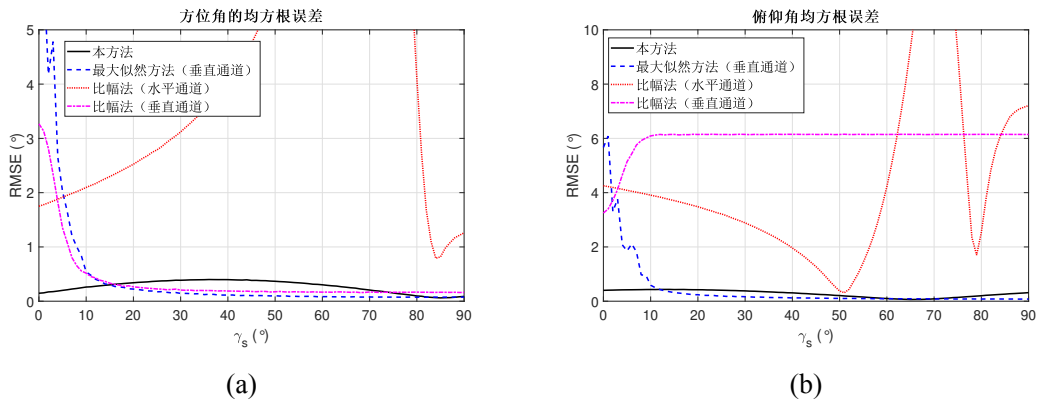 方位角的均方根误差
5
4
3
2
1
0
RMSE (°)
本方法
最大似然方法（垂直通道）
比幅法（水平通道）
比幅法（垂直通道）
0 10 20 30 40 50 60 70 80 90
γs (°)
(a)
俯仰角均方根误差
10
8
6
4
2
0
RMSE (°)
本方法
最大似然方法（垂直通道）
比幅法（水平通道）
比幅法（垂直通道）
0 10 20 30 40 50 60 70 80 90
γs (°)
(b)